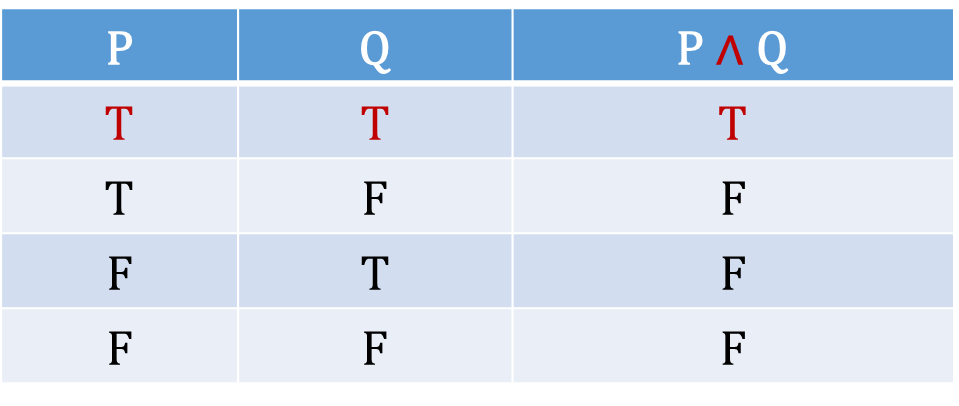 P Q P ∧ Q
T T T
T F F
F T F
F F F